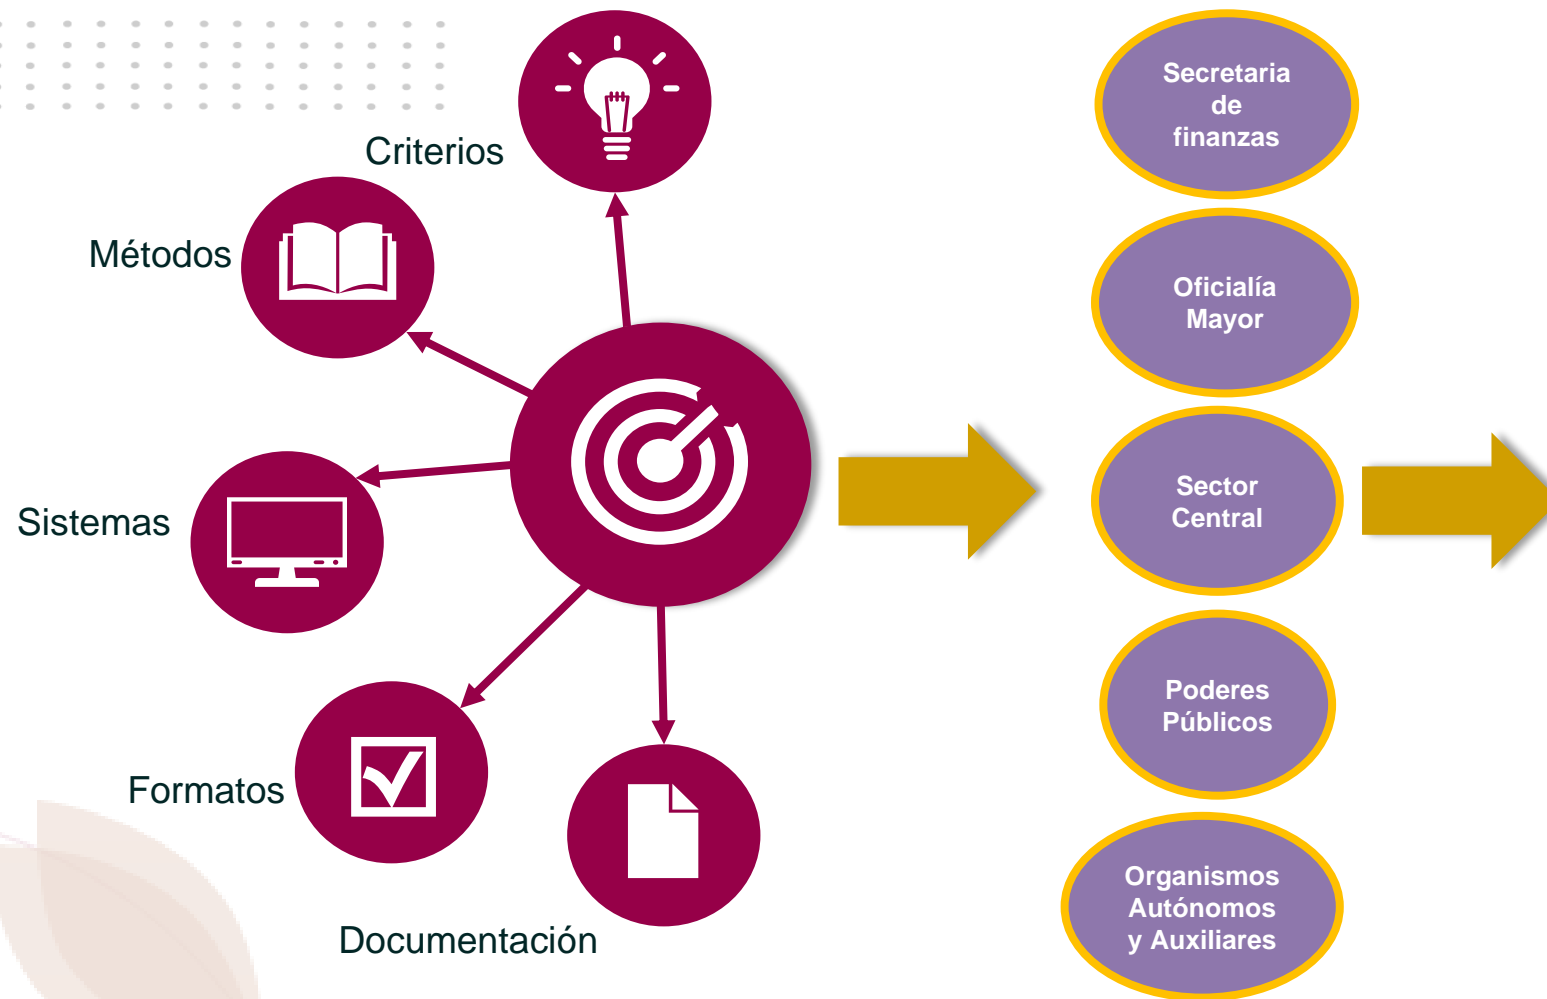 Criterios
Métodos
Sistemas
Formatos
Documentación
Secretaria
de
finanzas
Oficialía
Mayor
Sector
Central
Poderes
Públicos
Organismos
Autónomos
y Auxiliares